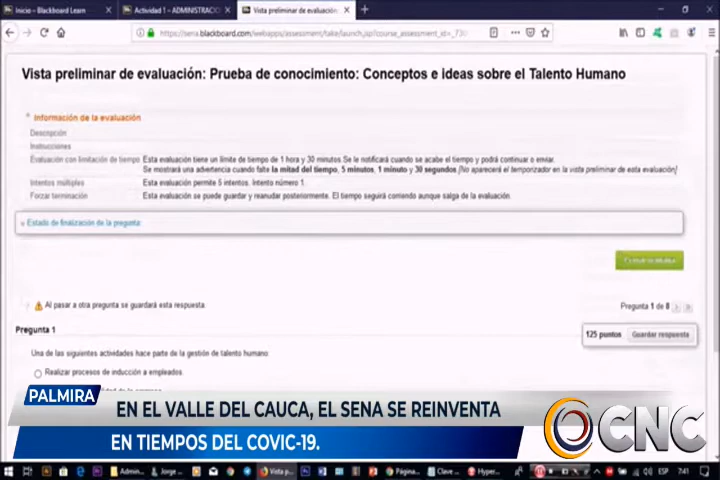 Inicio – Blackboard Learn
Actividad 1 – ADMINISTRACIO
Vista preliminar de evaluación:
https://sena.blackboard.com/webapps/assessment/take/launch.jsp?course_assessment_id=_730
Vista preliminar de evaluación: Prueba de conocimiento: Conceptos e ideas sobre el Talento Humano
Información de la evaluación
Descripción
Instrucciones
Evaluación con limitación de tiempo Esta evaluación tiene un límite de tiempo de 1 hora y 30 minutos. Se le notificará cuando se acabe el tiempo y podrá continuar o enviar.
Se mostrará una advertencia cuando falte la mitad del tiempo, 5 minutos, 1 minuto y 30 segundos [No aparecerá el temporizador en la vista preliminar de esta evaluación]
Intentos múltiples Esta evaluación permite 5 intentos. Intento número 1.
Forzar terminación Esta evaluación se puede guardar y reanudar posteriormente. El tiempo seguirá corriendo aunque salga de la evaluación.
Estado de finalización de la pregunta:
Al pasar a otra pregunta se guardará esta respuesta
Pregunta 1 de 8
Pregunta 1
125 puntos Guardar respuesta
Una de las siguientes actividades hace parte de la gestión de talento humano
Realizar procesos de inducción a empleados.
PALMIRA
EN EL VALLE DEL CAUCA, EL SENA SE REINVENTA
EN TIEMPOS DEL COVIC-19.
CNC
Admin...
Jorge ...
Vista p...
Página...
Clave ...
Hyper...
ESP
7:41